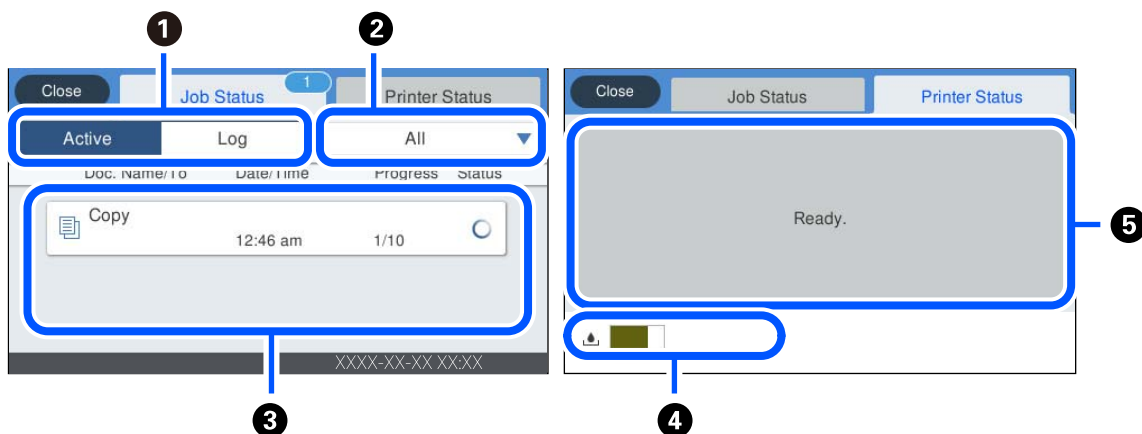 1 2
Close Job Status 1 Printer Status
Active Log All
Doc. Name/To Date/Time Progress Status
Copy
12:46 am 1/10
XXXX-XX-XX XX:XX
3
Close Job Status Printer Status
Ready.
5
4